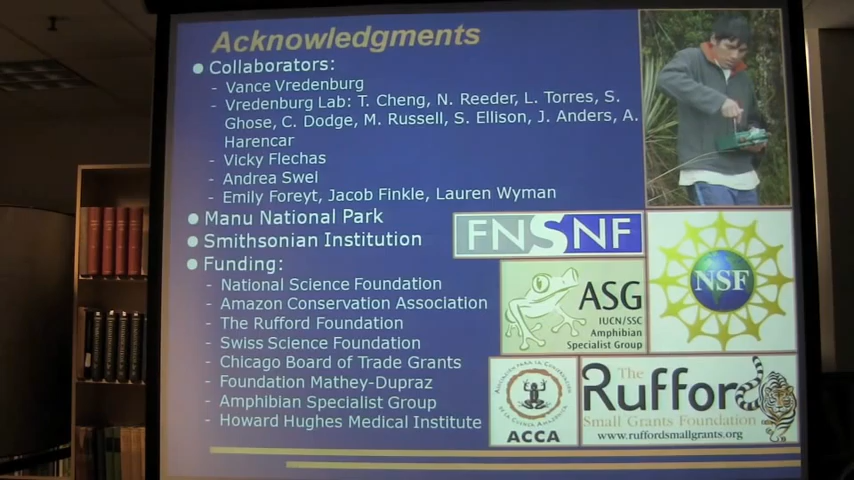 Acknowledgments
Collaborators:
- Vance Vredenburg
- Vredenburg Lab: T. Cheng, N. Reeder, L. Torres, S.
Ghose, C. Dodge, M. Russell, S. Ellison, J. Anders, A.
Harencar
- Vicky Flechas
- Andrea Swel
- Emily Foreyt, Jacob Finkle, Lauren Wyman
Manu National Park
Smithsonian Institution
Funding:
- National Science Foundation
- Amazon Conservation Association
- The Rufford Foundation
- Swiss Science Foundation
- Chicago Board of Trade Grants
- Foundation Mathey-Dupraz
- Amphibian Specialist Group
- Howard Hughes Medical Institute
FNSNF
NSF
ASG
IUCN/SSC
Amphibian
Specialist Group
ACCA
The
Rufford
Small Grants Foundation
www.ruffordsmallgrants.org